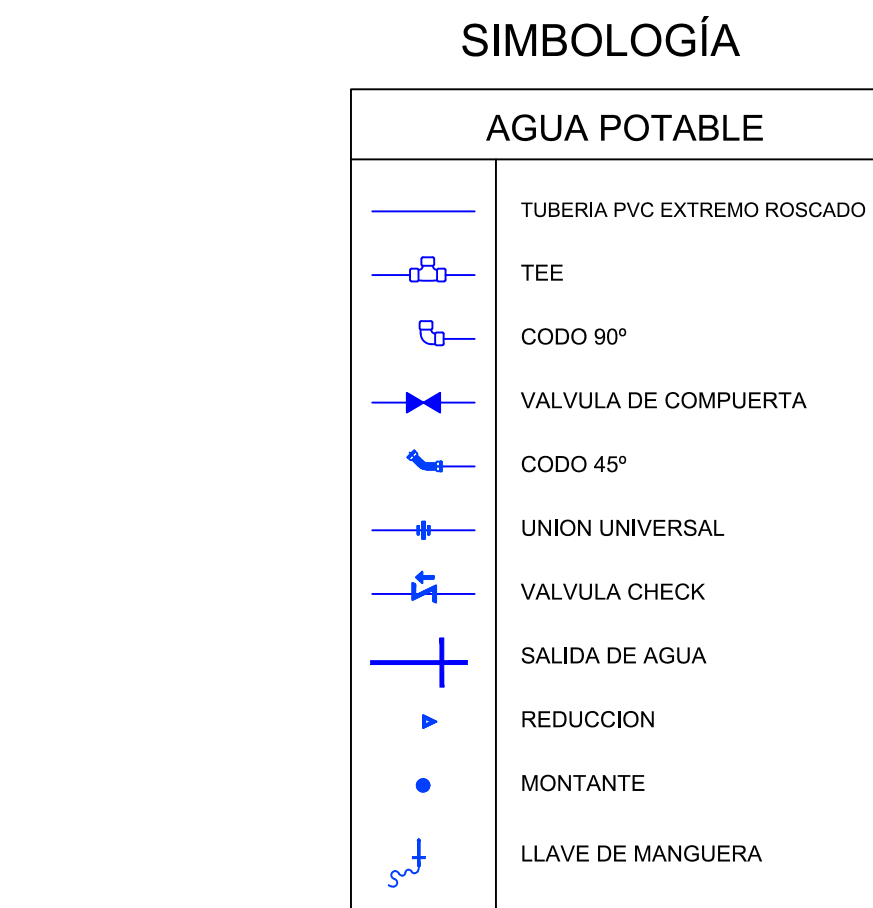 SIMBOLOGÍA
AGUA POTABLE
TUBERIA PVC EXTREMO ROSCADO
TEE
CODO 90º
VALVULA DE COMPUERTA
CODO 45º
UNION UNIVERSAL
VALVULA CHECK
SALIDA DE AGUA
REDUCCION
MONTANTE
LLAVE DE MANGUERA